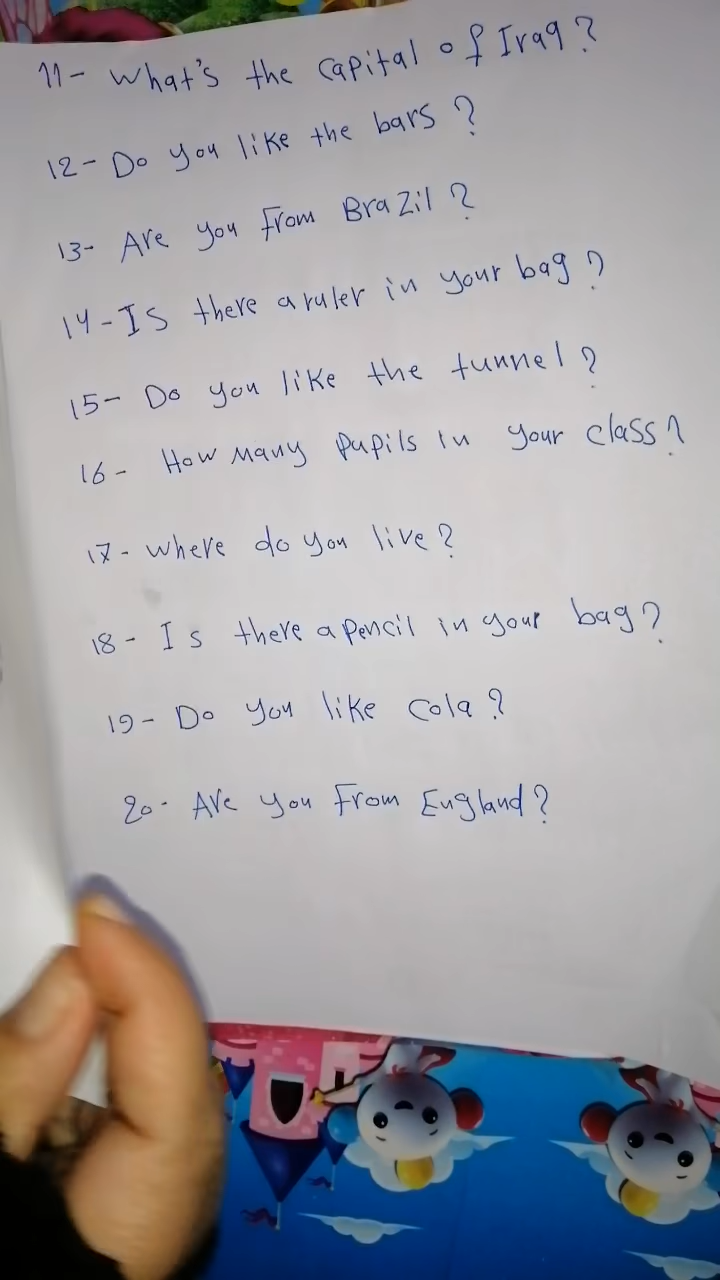 11- What's the capital of Iraq?
12- Do you like the bars?
13- Are you from Brazil?
14- Is there a ruler in your bag?
15- Do you like the tunnel?
16- How many pupils in your class?
17- where do you live?
18- Is there a pencil in your bag?
19- Do you like cola?
20- Are you from England?